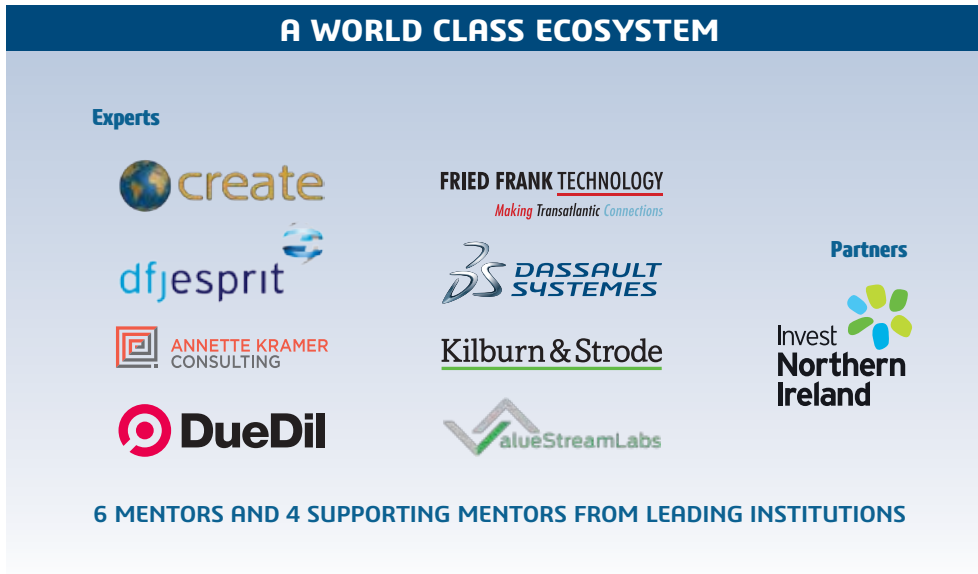 A WORLD CLASS ECOSYSTEM
Experts
create
dfjesprit
ANNETTE KRAMER
CONSULTING
DueDil
FRIED FRANK TECHNOLOGY
Making Transatlantic Connections
DASSAULT
SYSTEMES
Kilburn & Strode
ValueStreamLabs
Partners
Invest
Northern
Ireland
6 MENTORS AND 4 SUPPORTING MENTORS FROM LEADING INSTITUTIONS